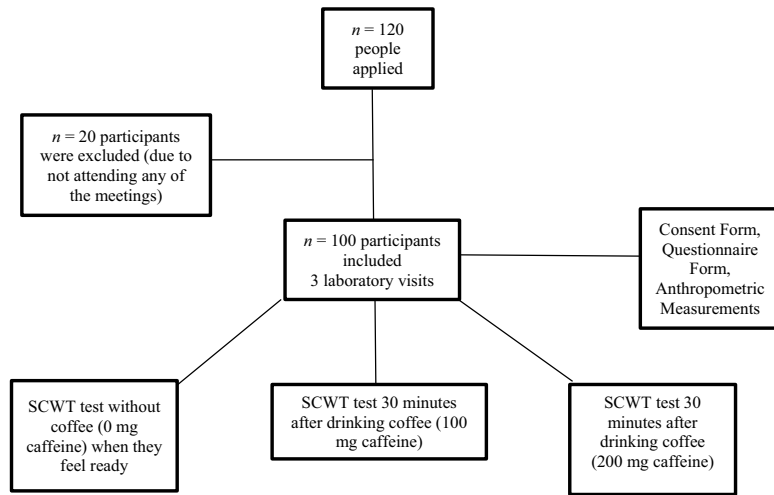 n = 120
people
applied
n = 20 participants
were excluded (due to
not attending any of
the meetings)
n = 100 participants
included
3 laboratory visits
Consent Form,
Questionnaire
Form,
Anthropometric
Measurements
SCWT test without
coffee (0 mg
caffeine) when they
feel ready
SCWT test 30 minutes
after drinking coffee (100
mg caffeine)
SCWT test 30
minutes after
drinking coffee
(200 mg caffeine)